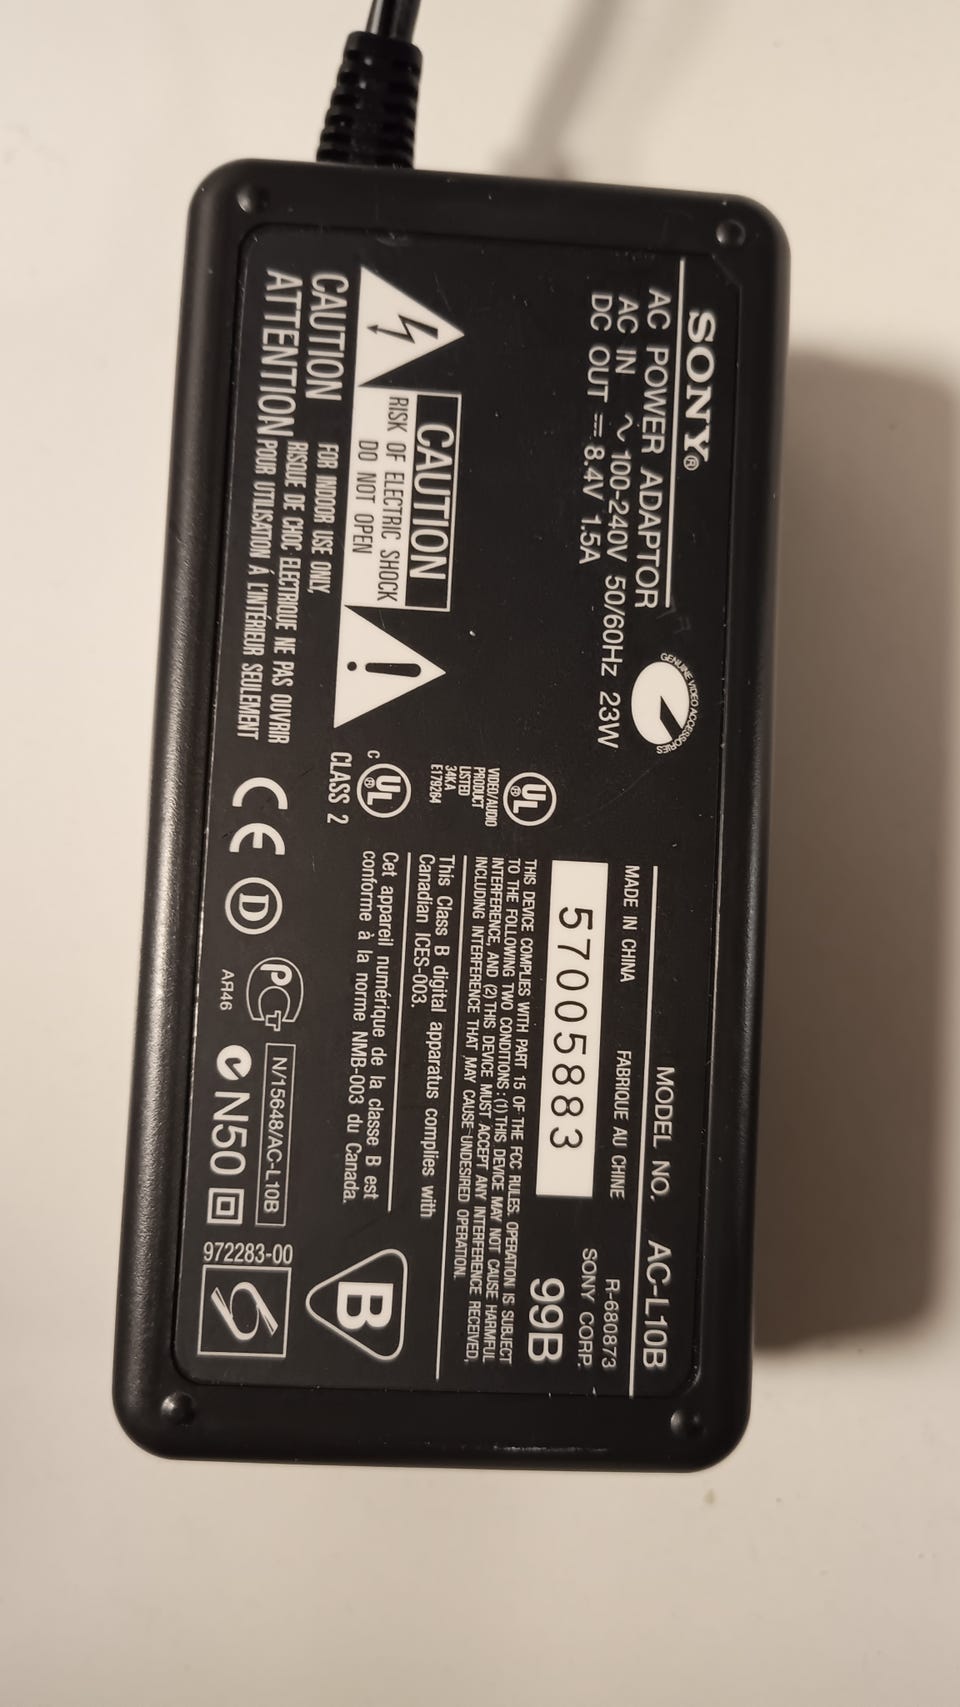 SONY®
AC POWER ADAPTOR
AC IN ~ 100-240V 50/60Hz 23W
DC OUT ⎓ 8.4V 1.5A
GENUINE VIDEO ACCESSORIES
CAUTION
RISK OF ELECTRIC SHOCK
DO NOT OPEN
CAUTION FOR INDOOR USE ONLY,
ATTENTION RISQUE DE CHOC ELECTRIQUE NE PAS OUVRIR
POUR UTILISATION Á L'INTÉRIEUR SEULEMENT
UL®
VIDEO/AUDIO
PRODUCT
LISTED
34KA
E179264
c UL®
CLASS 2
MODEL NO. AC-L10B
MADE IN CHINA FABRIQUE AU CHINE
R-680873
SONY CORP.
57005883
99B
THIS DEVICE COMPLIES WITH PART 15 OF THE FCC RULES. OPERATION IS SUBJECT
TO THE FOLLOWING TWO CONDITIONS : (1) THIS DEVICE MAY NOT CAUSE HARMFUL
INTERFERENCE, AND (2) THIS DEVICE MUST ACCEPT ANY INTERFERENCE RECEIVED,
INCLUDING INTERFERENCE THAT MAY CAUSE UNDESIRED OPERATION.
This Class B digital apparatus complies with
Canadian ICES-003.
Cet appareil numérique de la classe B est
conforme à la norme NMB-003 du Canada.
B
CE
D
PCT
AЯ46
N/15648/AC-L10B
N50
972283-00